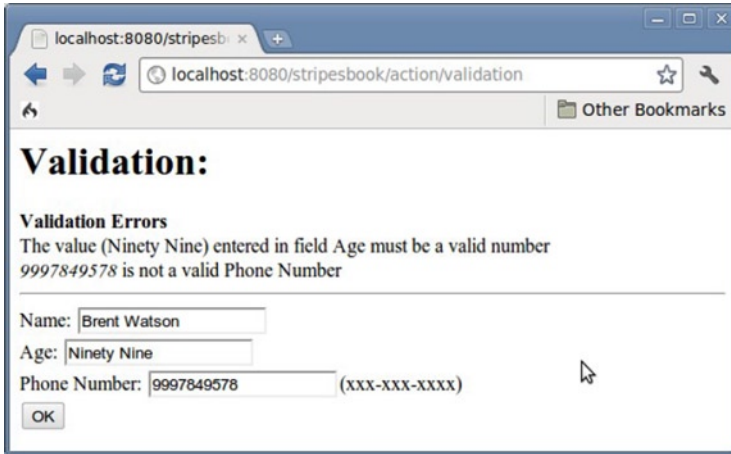 localhost:8080/stripesb
localhost:8080/stripesbook/action/validation
Other Bookmarks
Validation:
Validation Errors
The value (Ninety Nine) entered in field Age must be a valid number
9997849578 is not a valid Phone Number
Name: Brent Watson
Age: Ninety Nine
Phone Number: 9997849578 (xxx-xxx-xxxx)
OK